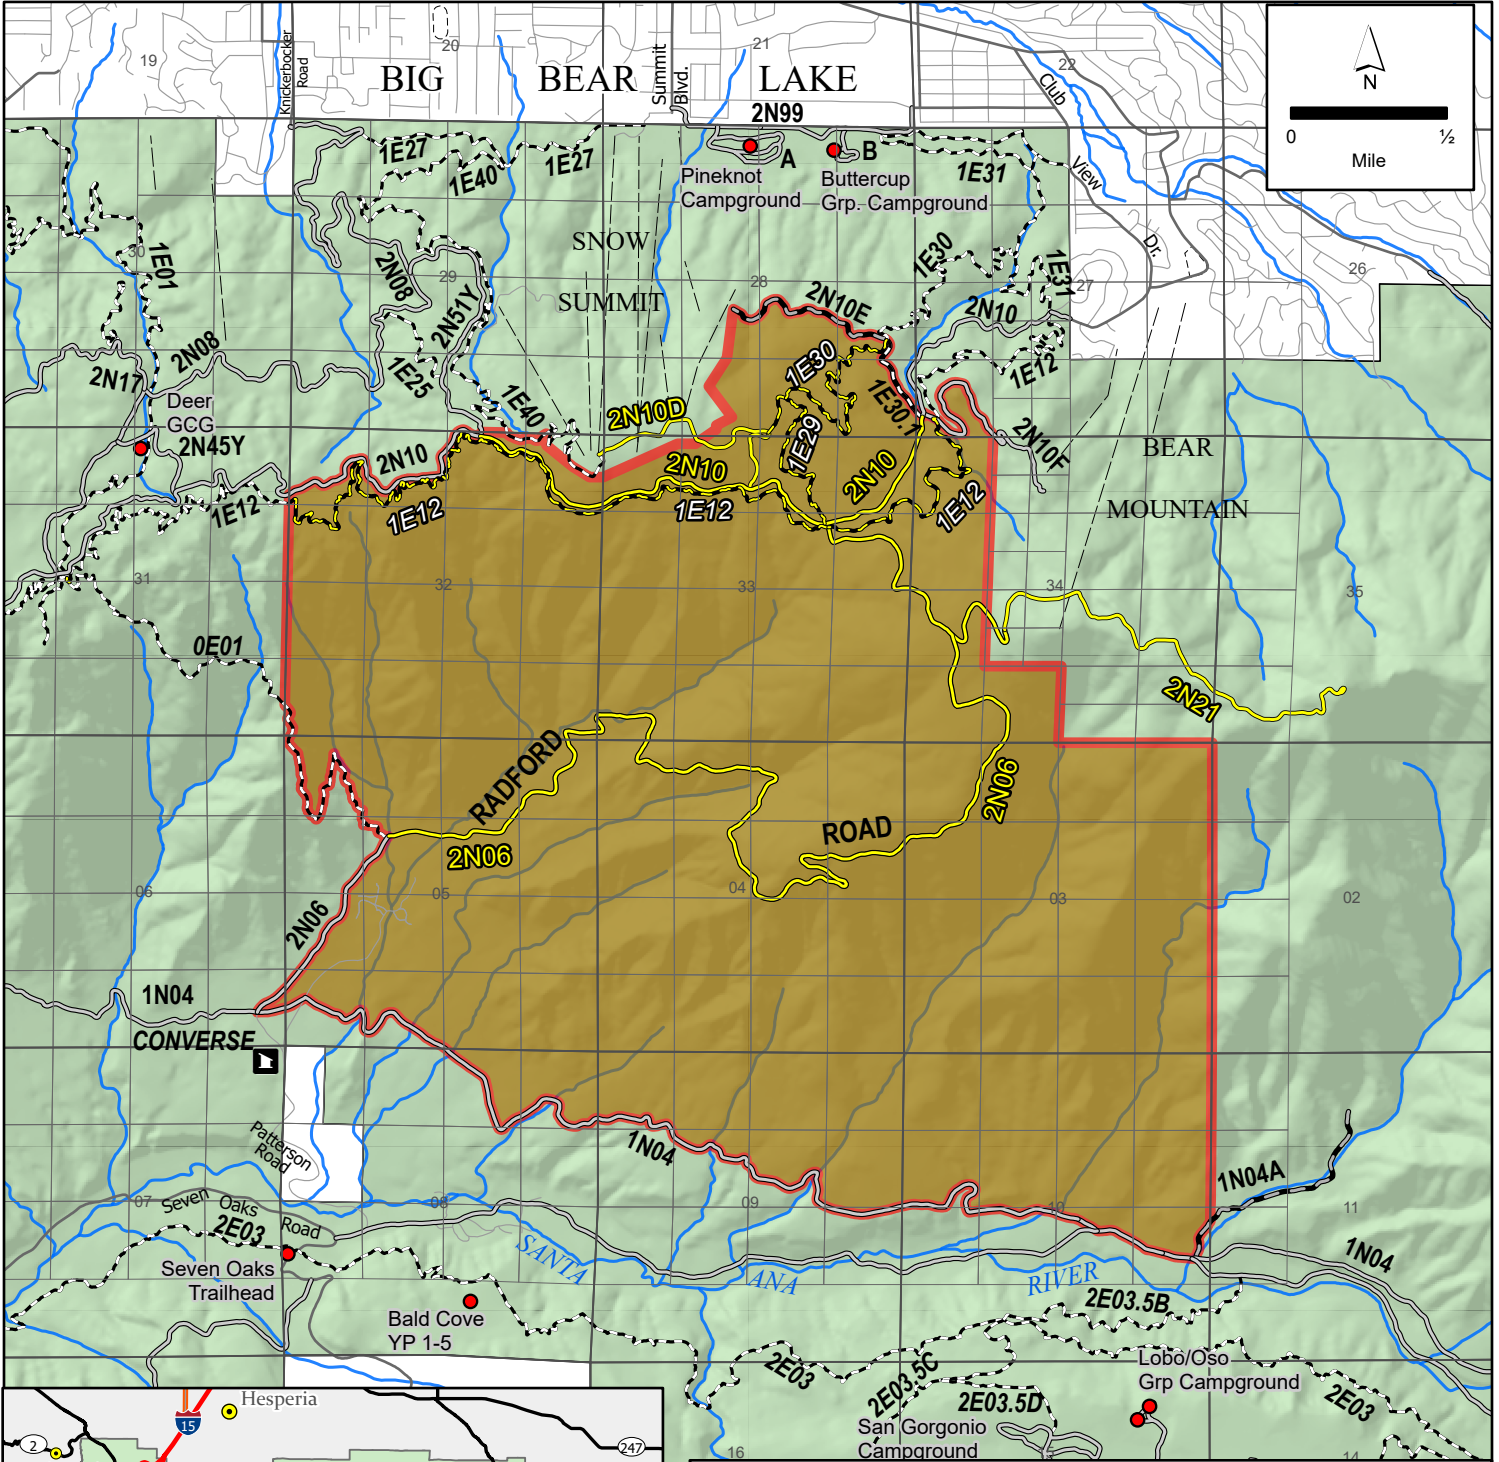 19
Knickerbocker
Road
20
BIG BEAR LAKE
Summit
Blvd.
21
22
Club
View
Dr.
N
0 ½
Mile
2N99
1E27
1E40
1E27
A
B
Pineknot
Campground
Buttercup
Grp. Campground
1E31
30
1E01
2N08
29
2N51Y
SNOW
SUMMIT
28
2N10E
1E30
1E31
27
26
2N10
2N08
2N17
1E25
1E40
1E30
1E30.1
1E12
Deer
GCG
2N45Y
2N10D
2N10
2N10
1E29
2N10
2N10F
BEAR
MOUNTAIN
1E12
1E12
1E12
1E12
31
32
33
34
35
0E01
2N21
RADFORD
ROAD
2N06
2N06
06
05
04
03
02
2N06
1N04
CONVERSE
Patterson
Road
1N04
1N04A
07
Seven Oaks Road
08
09
10
11
2E03
Seven Oaks
Trailhead
SANTA ANA RIVER
1N04
2E03.5B
Bald Cove
YP 1-5
2E03
2E03.5C
2E03.5D
Lobo/Oso
Grp Campground
2E03
San Gorgonio
Campground
16
15
14
Hesperia
15
2
247